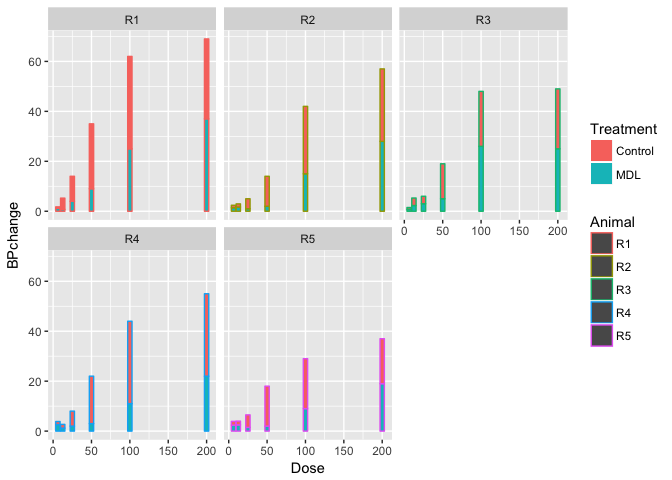 R1 R2 R3
60
40
20
0
0 50 100 150 200
R4 R5
60
40
20
0
0 50 100 150 200 0 50 100 150 200
BPchange
Dose
Treatment
Control
MDL
Animal
R1
R2
R3
R4
R5